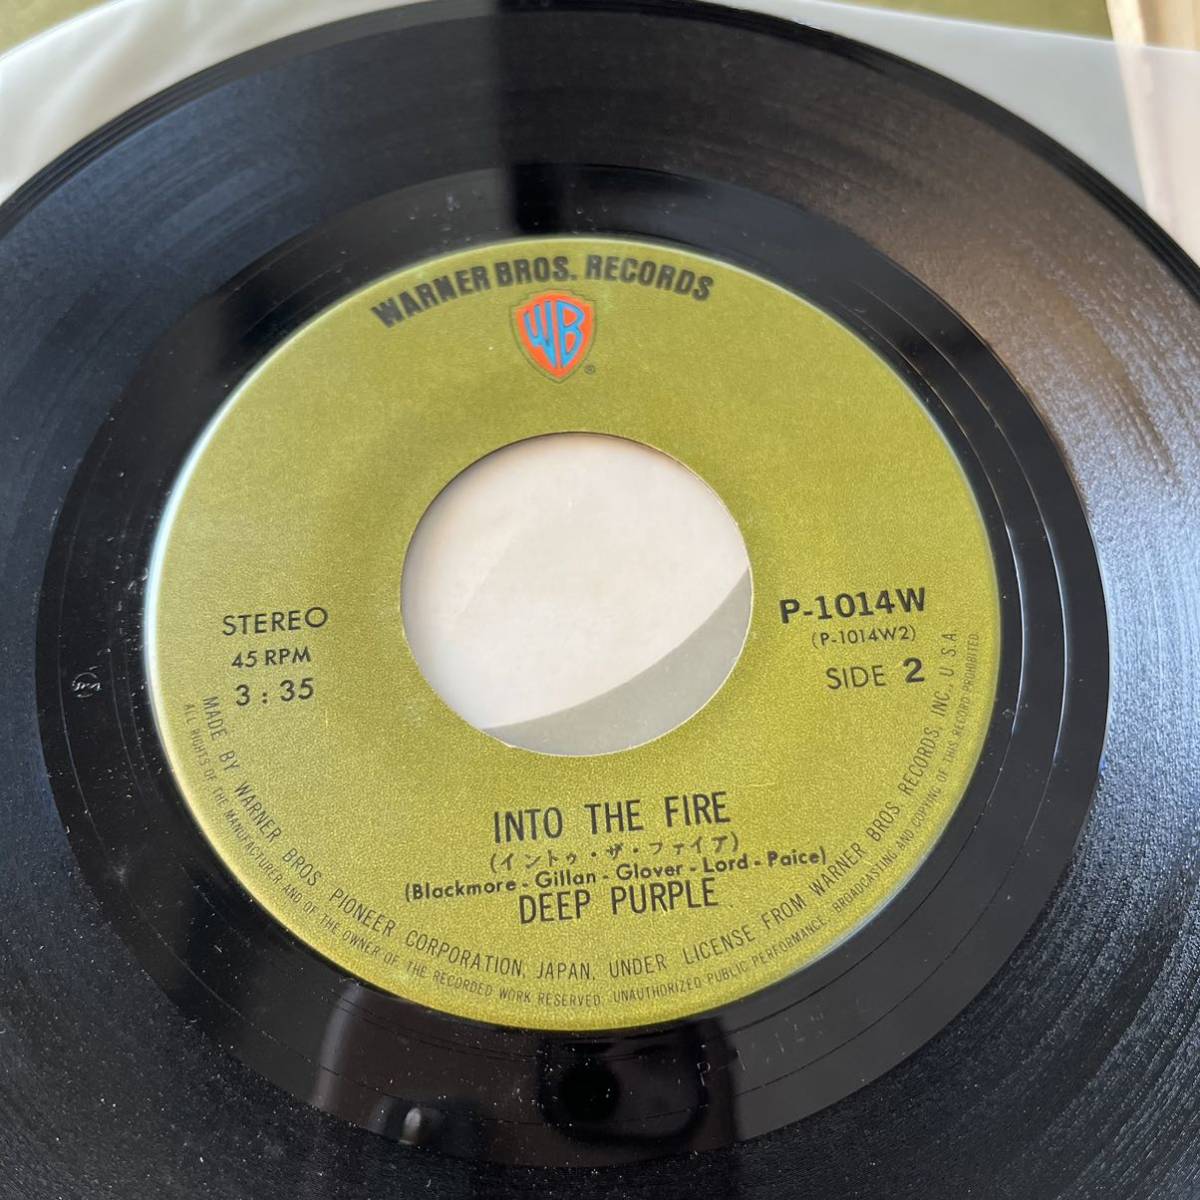 WARNER BROS. RECORDS
WB
®
STEREO
45 RPM
3 : 35
P-1014W
(P-1014W2)
SIDE 2
INTO THE FIRE
(イントゥ・ザ・ファイア)
(Blackmore - Gillan - Glover - Lord - Paice)
DEEP PURPLE
MADE BY WARNER BROS PIONEER CORPORATION, JAPAN, UNDER LICENSE FROM WARNER BROS. RECORDS, INC., U.S.A.
ALL RIGHTS OF THE MANUFACTURER AND OF THE OWNER OF THE RECORDED WORK RESERVED. UNAUTHORIZED PUBLIC PERFORMANCE, BROADCASTING AND COPYING OF THIS RECORD PROHIBITED.